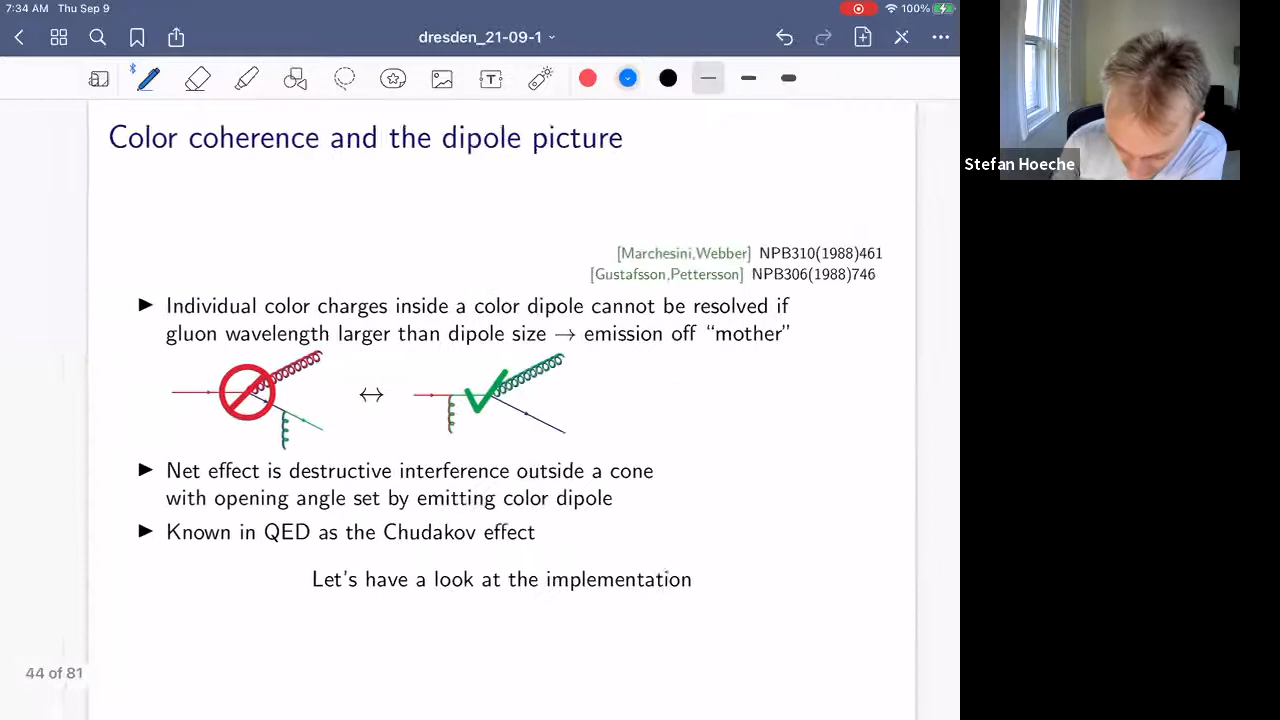 7:34 AM Thu Sep 9
100%
dresden_21-09-1
T
Stefan Hoeche
Color coherence and the dipole picture
[Marchesini,Webber] NPB310(1988)461
[Gustafsson,Pettersson] NPB306(1988)746
▶ Individual color charges inside a color dipole cannot be resolved if
gluon wavelength larger than dipole size → emission off “mother”
↔
▶ Net effect is destructive interference outside a cone
with opening angle set by emitting color dipole
▶ Known in QED as the Chudakov effect
Let's have a look at the implementation
44 of 81